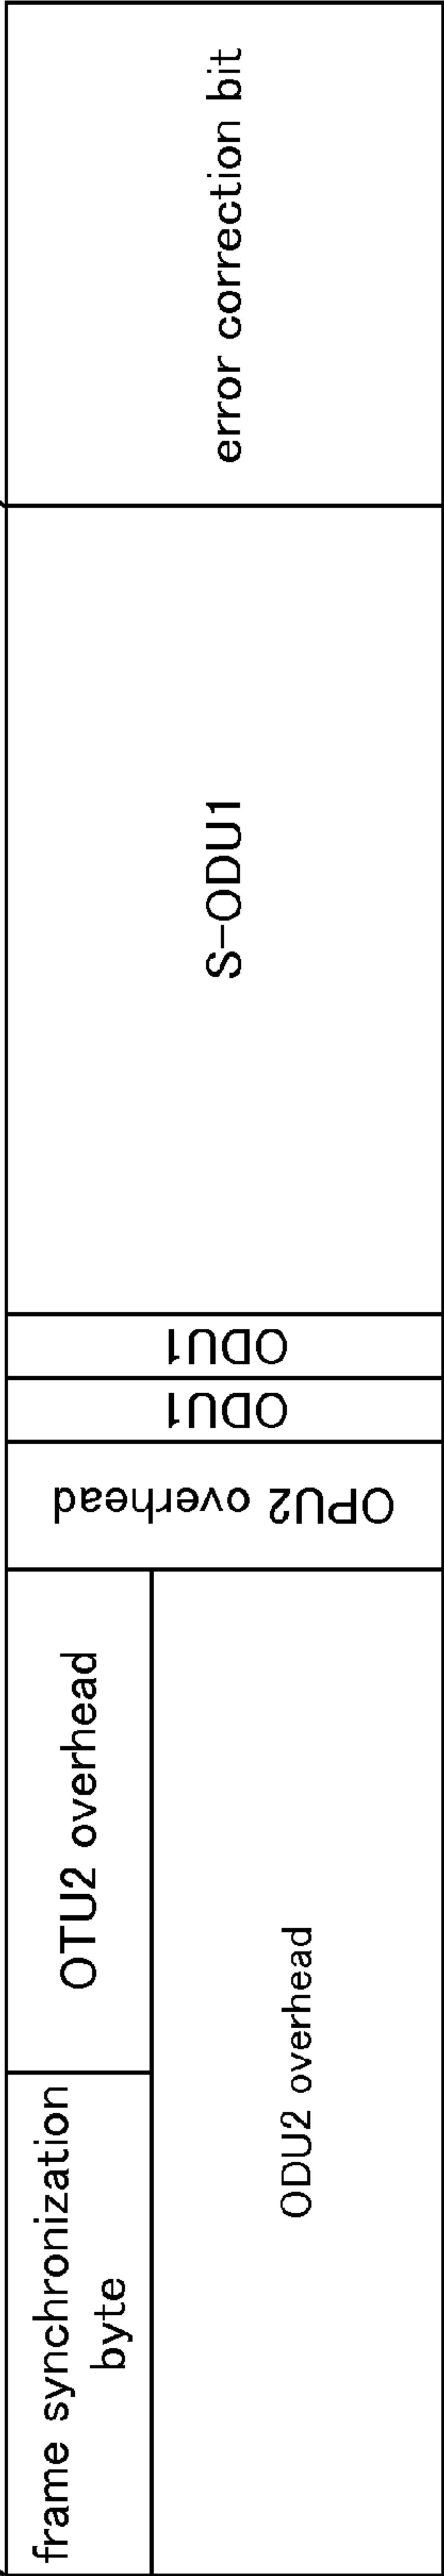 frame synchronization
byte
OTU2 overhead
ODU2 overhead
OPU2 overhead
ODU1
ODU1
S-ODU1
error correction bit